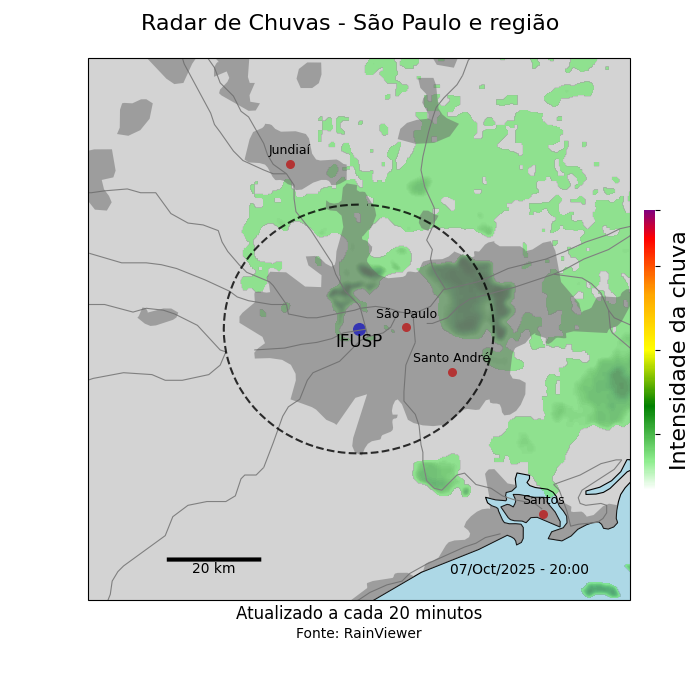 Radar de Chuvas - São Paulo e região
Jundiaí
São Paulo
IFUSP
Santo André
Intensidade da chuva
Santos
20 km
07/Oct/2025 - 20:00
Atualizado a cada 20 minutos
Fonte: RainViewer